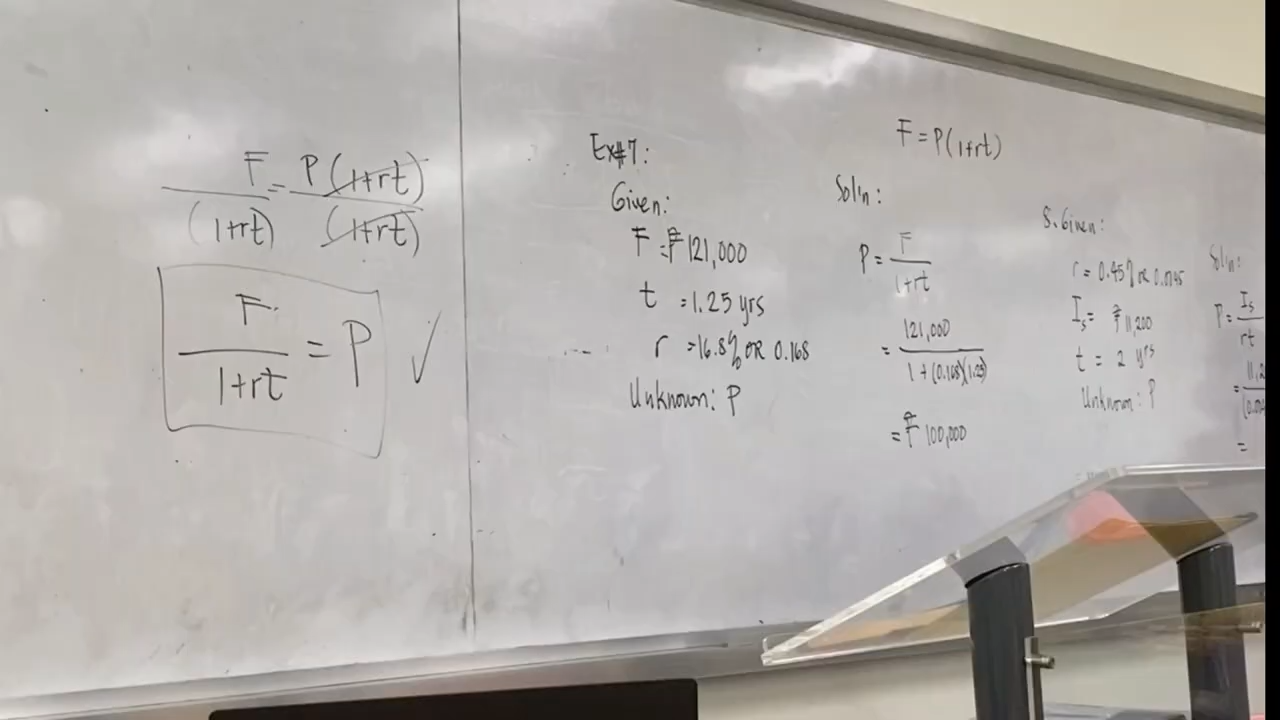 F = P(1+rt)
(1+rt) (1+rt)
F
1+rt = P ✓
Ex#7:
Given:
F = ₱ 121,000
t = 1.25 yrs
r = 16.8% OR 0.168
Unknown: P
F = P(1+rt)
Sol'n:
P = F
1+rt
= 121,000
1 + (0.168)(1.25)
= ₱ 100,000
8. Given:
r = 0.45% OR 0.0045
Is = ₱ 11,200
t = 2 yrs
Unknown: P
Sol'n:
P = Is
rt
=
=